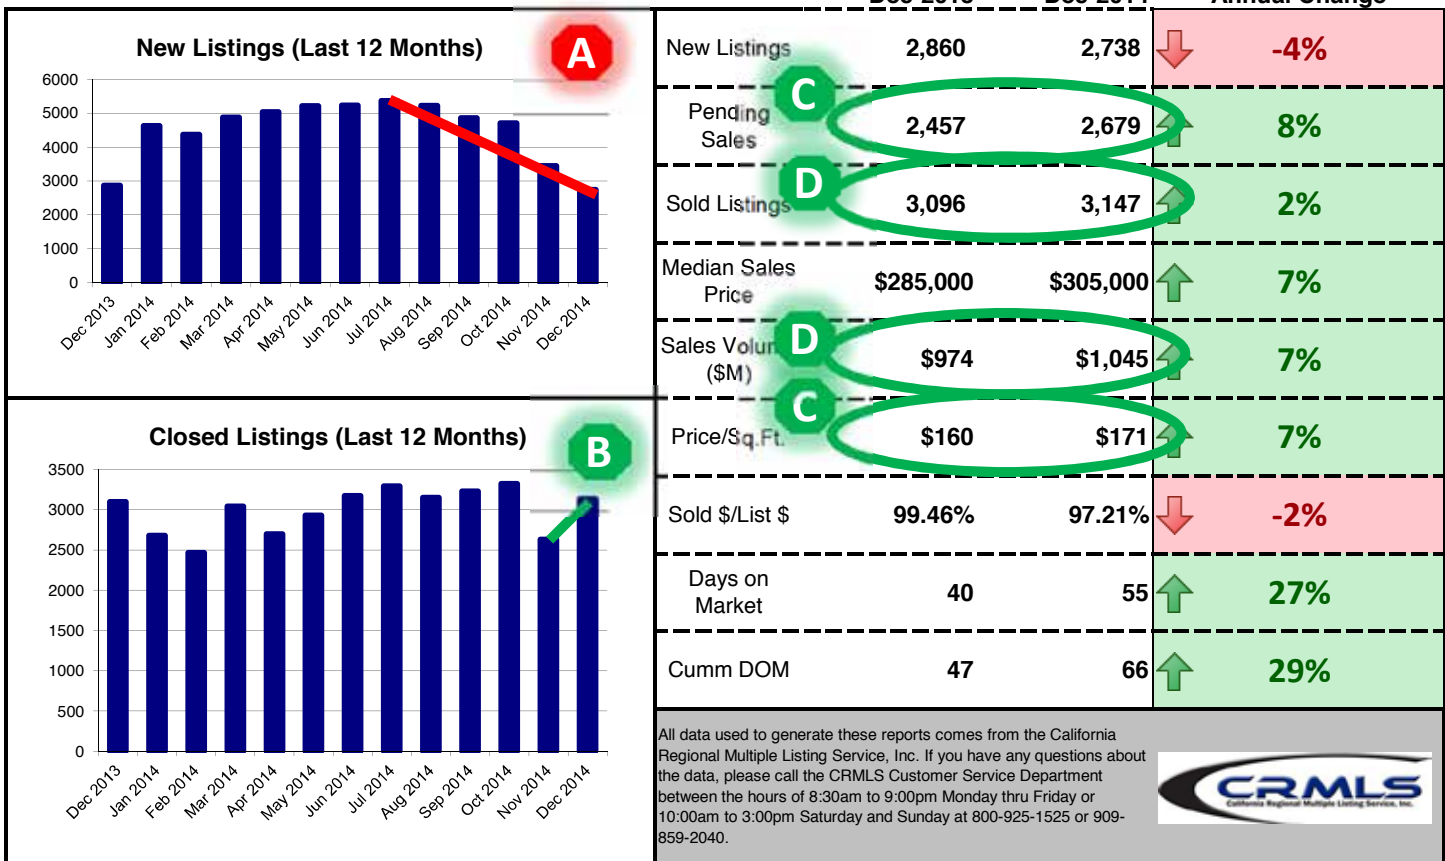 Annual Change
New Listings (Last 12 Months)
A
6000
5000
4000
3000
2000
1000
0
Dec 2013
Jan 2014
Feb 2014
Mar 2014
Apr 2014
May 2014
Jun 2014
Jul 2014
Aug 2014
Sep 2014
Oct 2014
Nov 2014
Dec 2014
Closed Listings (Last 12 Months)
B
3500
3000
2500
2000
1500
1000
500
0
Dec 2013
Jan 2014
Feb 2014
Mar 2014
Apr 2014
May 2014
Jun 2014
Jul 2014
Aug 2014
Sep 2014
Oct 2014
Nov 2014
Dec 2014
New Listings 2,860 2,738 -4%
C
Pending
Sales
2,457 2,679 8%
D
Sold Listings 3,096 3,147 2%
Median Sales
Price
$285,000 $305,000 7%
D
Sales Volum
($M)
$974 $1,045 7%
C
Price/Sq.Ft. $160 $171 7%
Sold $/List $ 99.46% 97.21% -2%
Days on
Market
40 55 27%
Cumm DOM 47 66 29%
All data used to generate these reports comes from the California
Regional Multiple Listing Service, Inc. If you have any questions about
the data, please call the CRMLS Customer Service Department
between the hours of 8:30am to 9:00pm Monday thru Friday or
10:00am to 3:00pm Saturday and Sunday at 800-925-1525 or 909-
859-2040.
CRMLS
California Regional Multiple Listing Service, Inc.